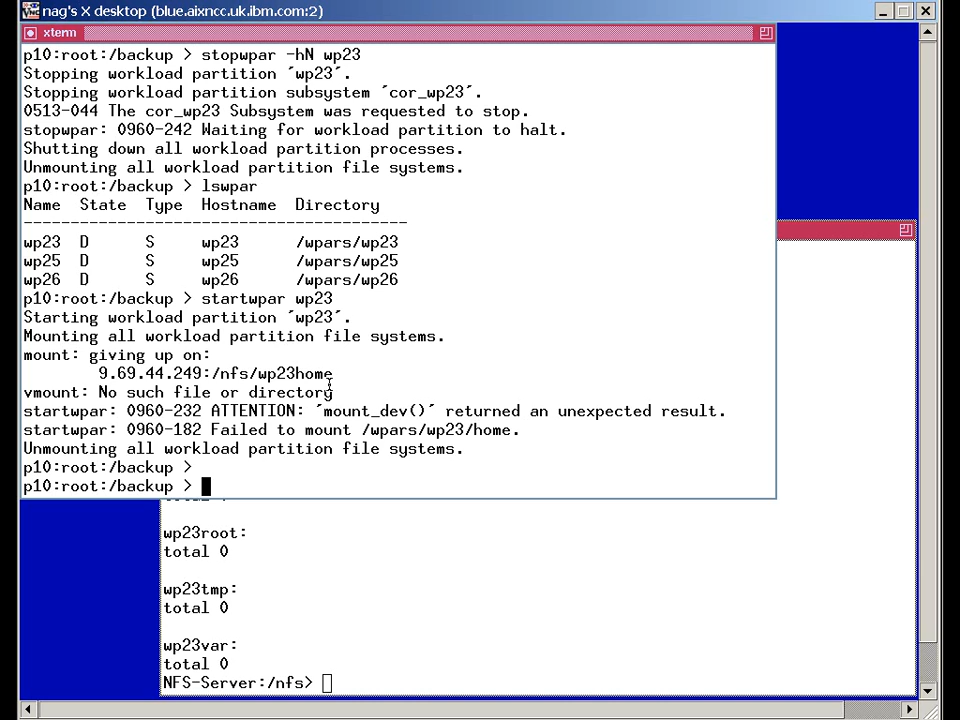 nag's X desktop (blue.aixncc.uk.ibm.com:2)
xterm
p10:root:/backup > stopwpar -hN wp23
Stopping workload partition ´wp23´.
Stopping workload partition subsystem ´cor_wp23´.
0513-044 The cor_wp23 Subsystem was requested to stop.
stopwpar: 0960-242 Waiting for workload partition to halt.
Shutting down all workload partition processes.
Unmounting all workload partition file systems.
p10:root:/backup > lswpar
Name  State  Type  Hostname  Directory
-----------------------------------------
wp23  D      S     wp23      /wpars/wp23
wp25  D      S     wp25      /wpars/wp25
wp26  D      S     wp26      /wpars/wp26
p10:root:/backup > startwpar wp23
Starting workload partition ´wp23´.
Mounting all workload partition file systems.
mount: giving up on:
9.69.44.249:/nfs/wp23home
vmount: No such file or directory
startwpar: 0960-232 ATTENTION: ´mount_dev()´ returned an unexpected result.
startwpar: 0960-182 Failed to mount /wpars/wp23/home.
Unmounting all workload partition file systems.
p10:root:/backup >
p10:root:/backup >
wp23root:
total 0
wp23tmp:
total 0
wp23var:
total 0
NFS-Server:/nfs>